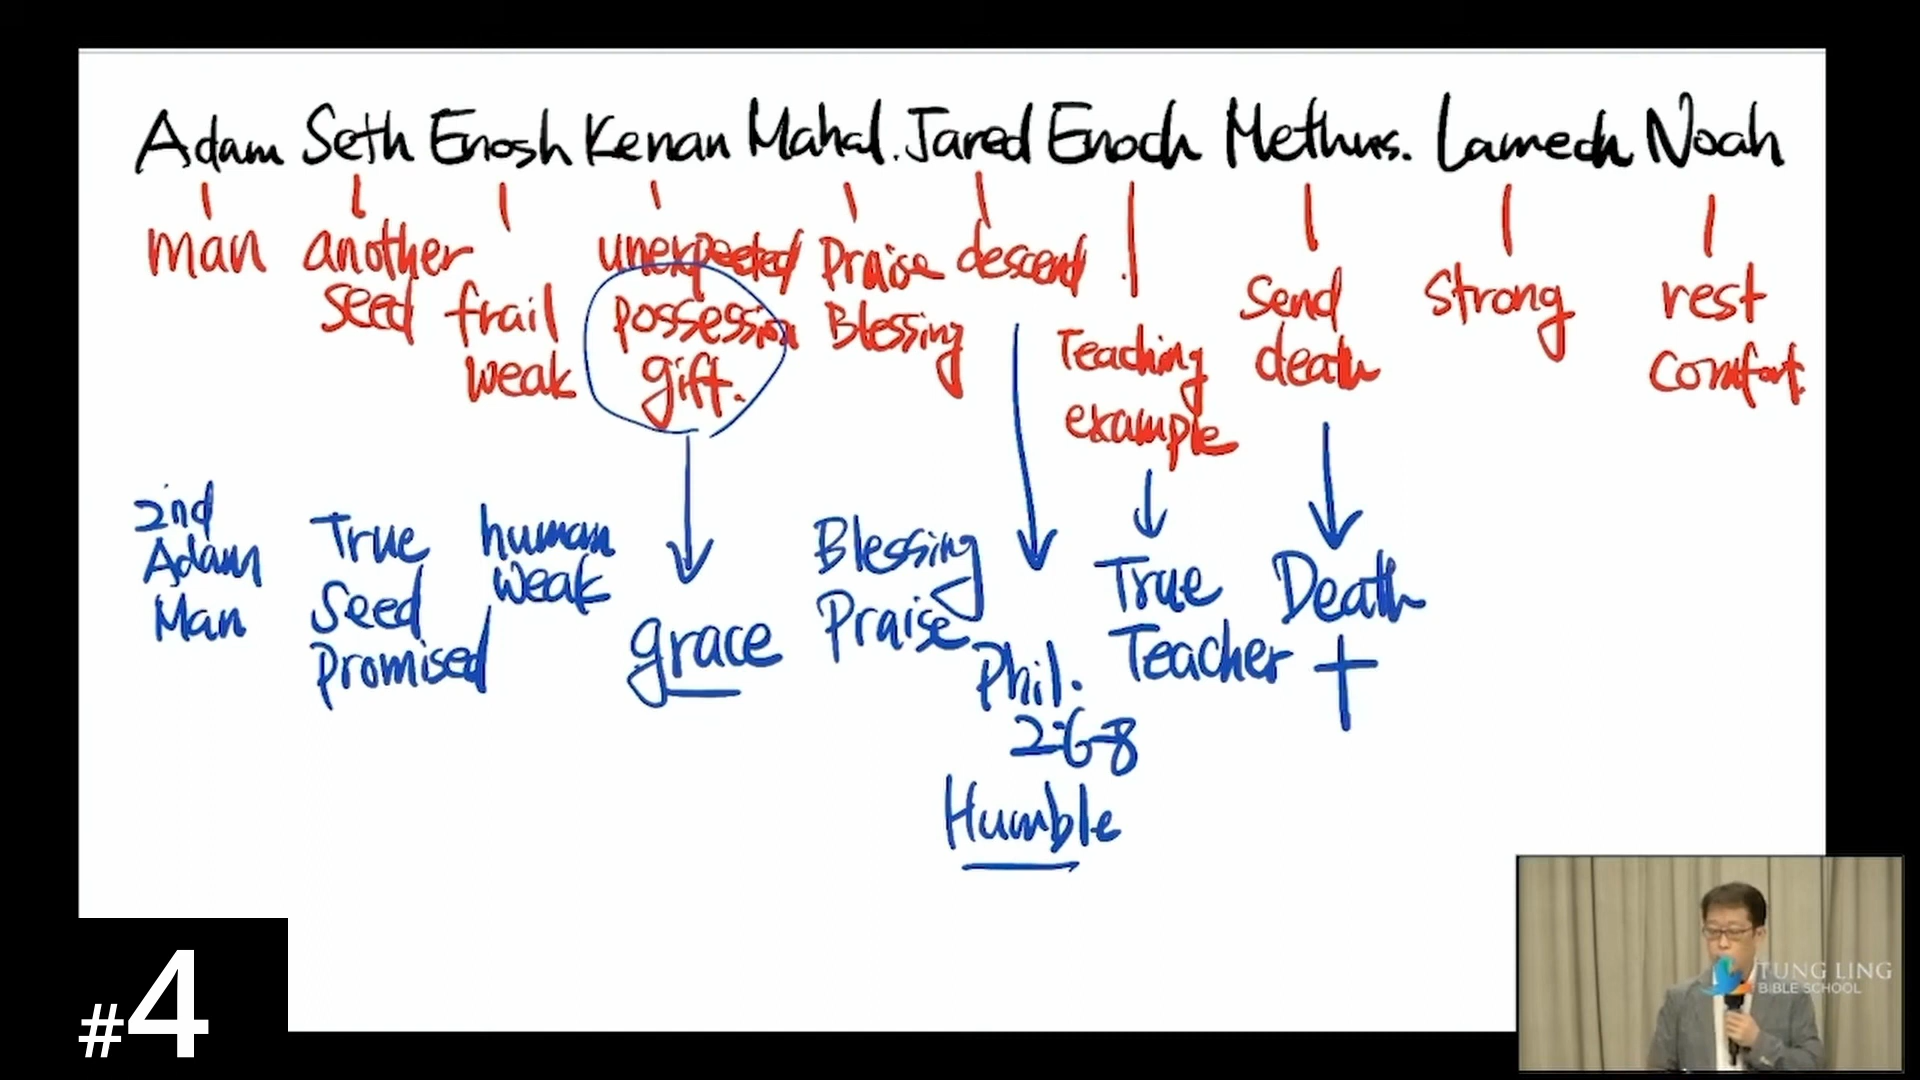 Adam Seth Enosh Kenan Mahal. Jared Enoch Methus. Lamech Noah
man
another
seed
frail
weak
unexpected
possession
gift.
Praise
Blessing
descend
Teaching
example
Send
death
strong
rest
comfort.
2nd
Adam
Man
True
Seed
Promised
human
weak
grace
Blessing
Praise
Phil.
2:6-8
Humble
True
Teacher
Death
#4
TUNG LING
BIBLE SCHOOL